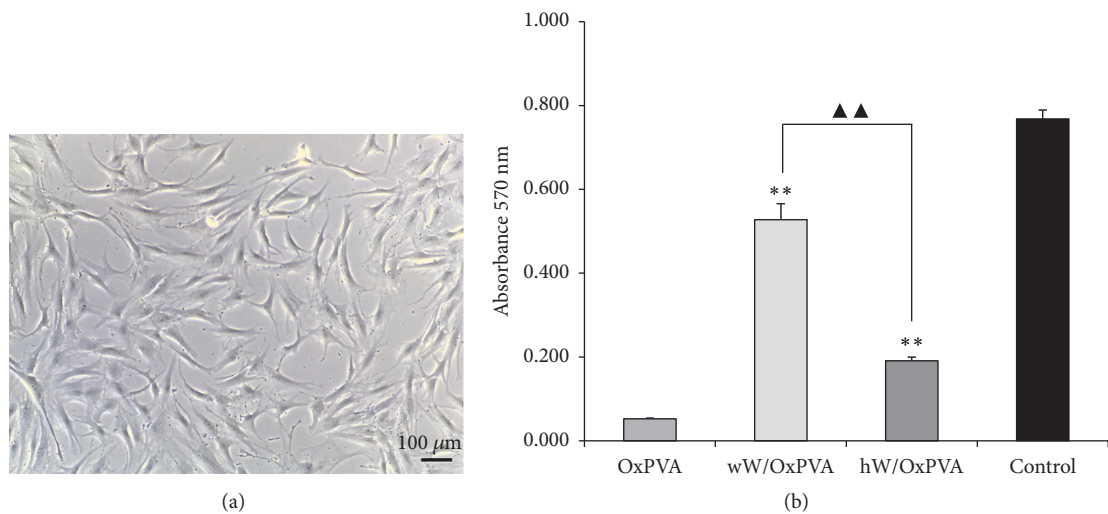 100 μm
(a)
Absorbance 570 nm
1.000
0.800
0.600
0.400
0.200
0.000
▲▲
**
**
OxPVA
wW/OxPVA
hW/OxPVA
Control
(b)